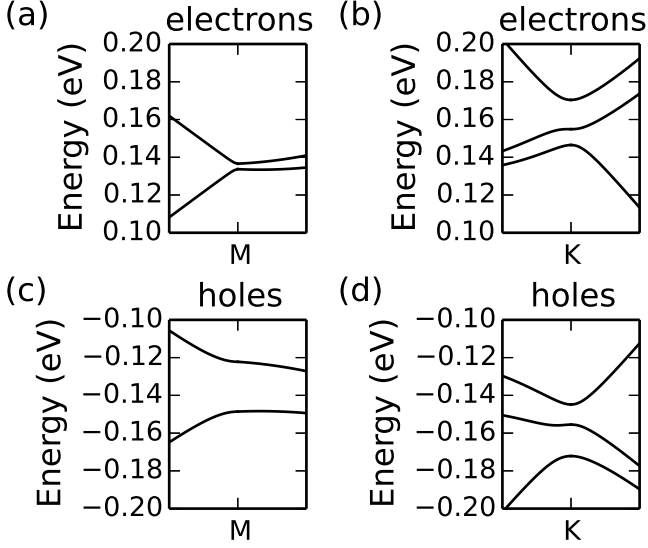 (a)
electrons
Energy (eV)
0.20
0.18
0.16
0.14
0.12
0.10
M
(b)
electrons
Energy (eV)
0.20
0.18
0.16
0.14
0.12
0.10
K
(c)
holes
Energy (eV)
−0.10
−0.12
−0.14
−0.16
−0.18
−0.20
M
(d)
holes
Energy (eV)
−0.10
−0.12
−0.14
−0.16
−0.18
−0.20
K